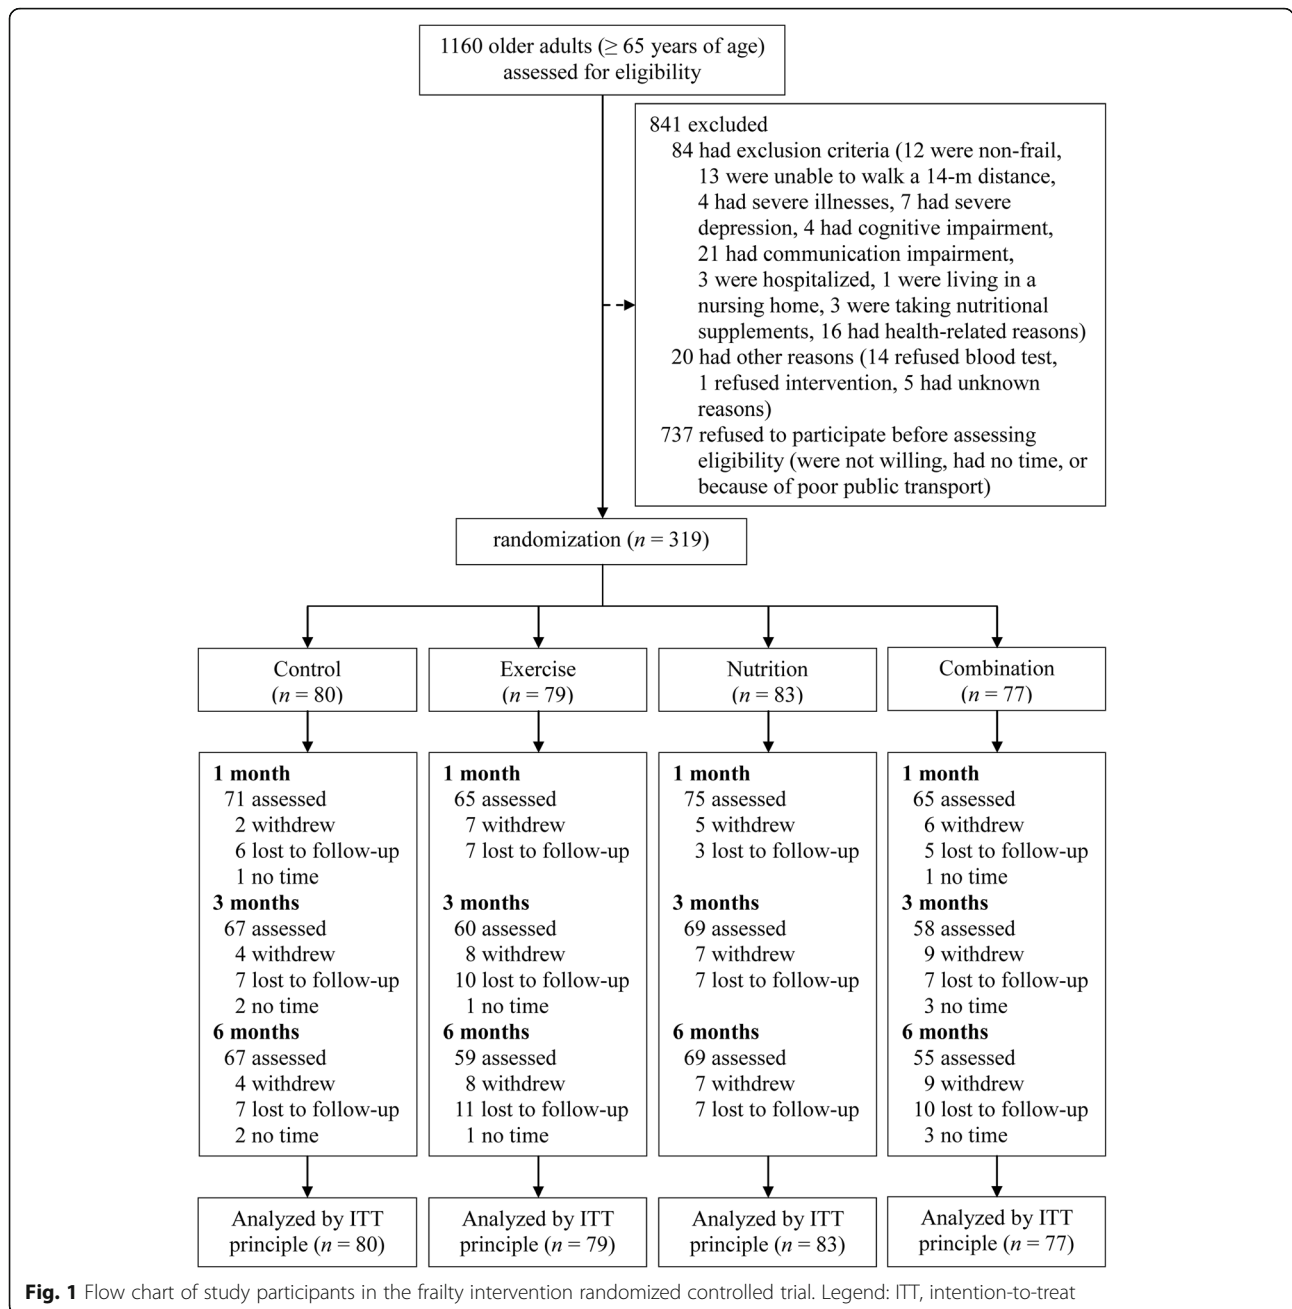 1160 older adults (≥ 65 years of age)
assessed for eligibility
841 excluded
84 had exclusion criteria (12 were non-frail,
13 were unable to walk a 14-m distance,
4 had severe illnesses, 7 had severe
depression, 4 had cognitive impairment,
21 had communication impairment,
3 were hospitalized, 1 were living in a
nursing home, 3 were taking nutritional
supplements, 16 had health-related reasons)
20 had other reasons (14 refused blood test,
1 refused intervention, 5 had unknown
reasons)
737 refused to participate before assessing
eligibility (were not willing, had no time, or
because of poor public transport)
randomization (n = 319)
Control
(n = 80)
Exercise
(n = 79)
Nutrition
(n = 83)
Combination
(n = 77)
1 month
71 assessed
2 withdrew
6 lost to follow-up
1 no time
3 months
67 assessed
4 withdrew
7 lost to follow-up
2 no time
6 months
67 assessed
4 withdrew
7 lost to follow-up
2 no time
1 month
65 assessed
7 withdrew
7 lost to follow-up
3 months
60 assessed
8 withdrew
10 lost to follow-up
1 no time
6 months
59 assessed
8 withdrew
11 lost to follow-up
1 no time
1 month
75 assessed
5 withdrew
3 lost to follow-up
3 months
69 assessed
7 withdrew
7 lost to follow-up
6 months
69 assessed
7 withdrew
7 lost to follow-up
1 month
65 assessed
6 withdrew
5 lost to follow-up
1 no time
3 months
58 assessed
9 withdrew
7 lost to follow-up
3 no time
6 months
55 assessed
9 withdrew
10 lost to follow-up
3 no time
Analyzed by ITT
principle (n = 80)
Analyzed by ITT
principle (n = 79)
Analyzed by ITT
principle (n = 83)
Analyzed by ITT
principle (n = 77)
Fig. 1 Flow chart of study participants in the frailty intervention randomized controlled trial. Legend: ITT, intention-to-treat